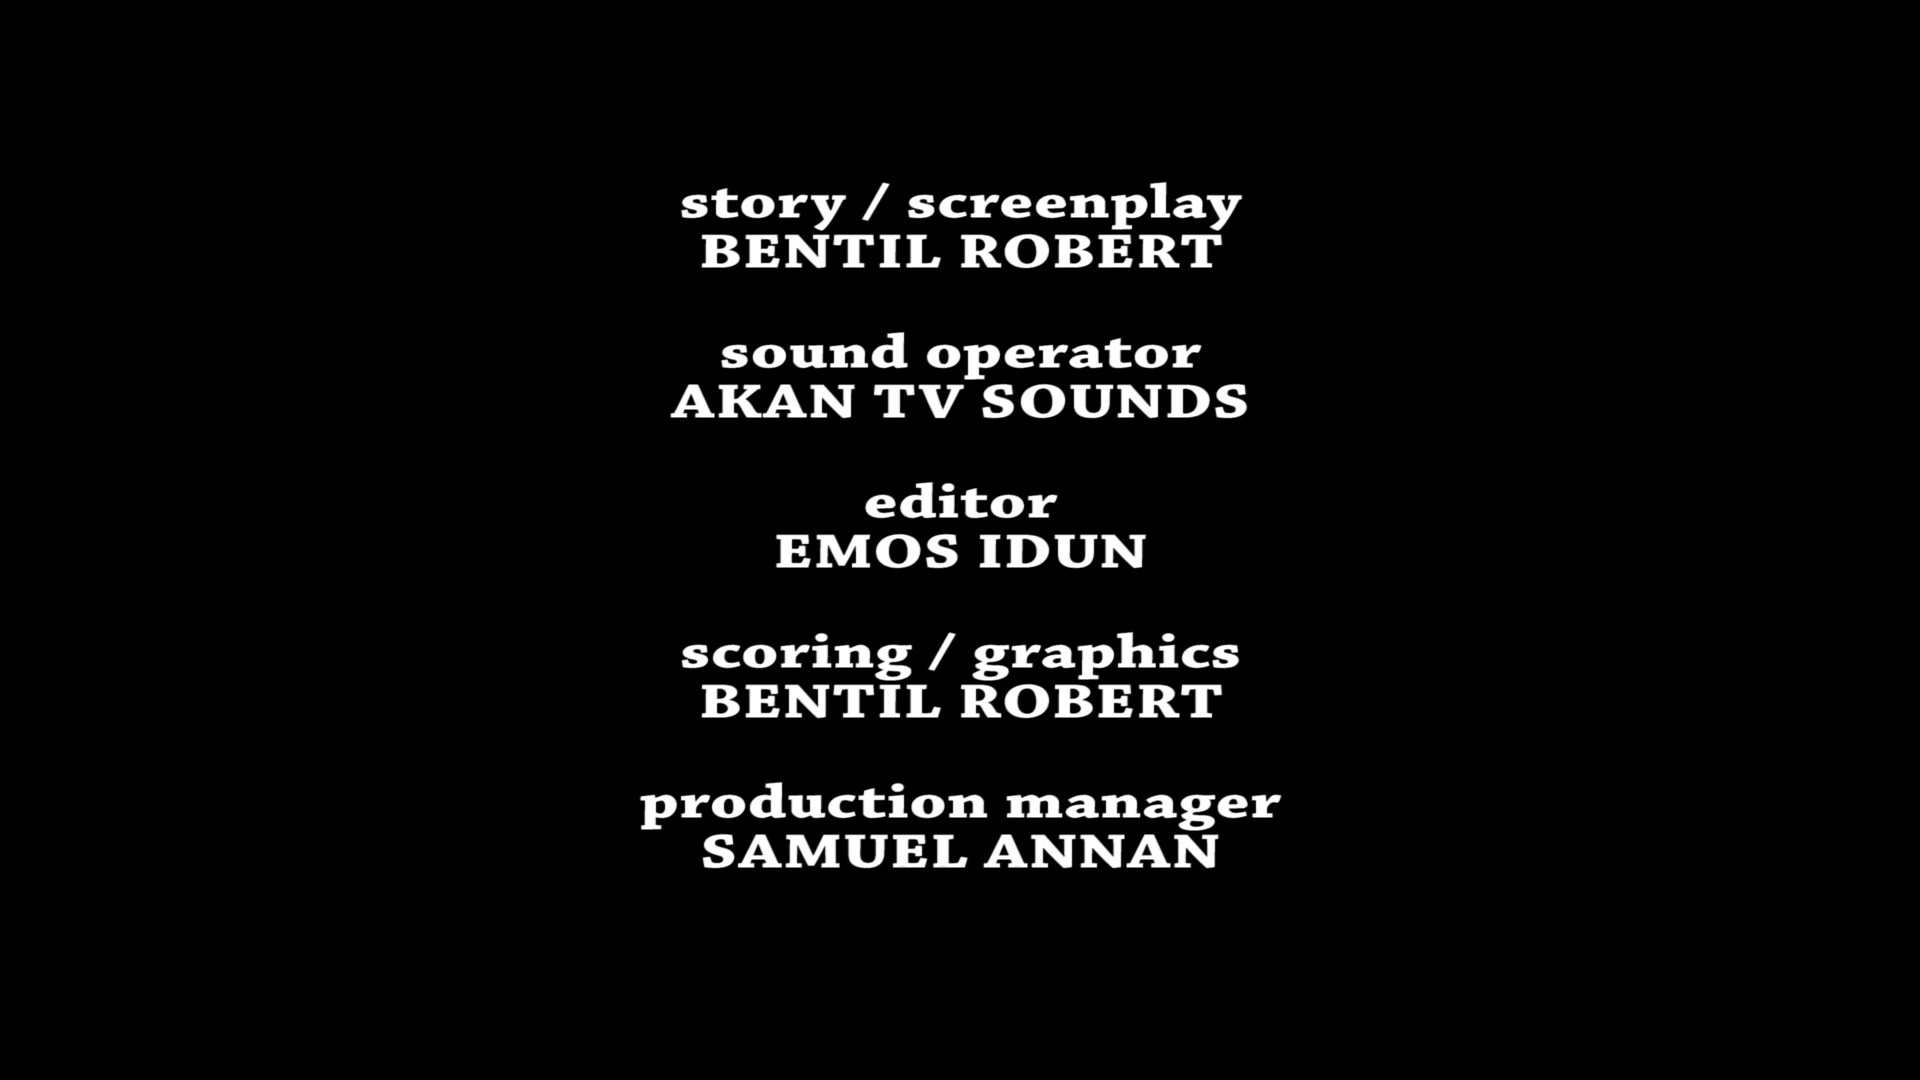 story / screenplay
BENTIL ROBERT
sound operator
AKAN TV SOUNDS
editor
EMOS IDUN
scoring / graphics
BENTIL ROBERT
production manager
SAMUEL ANNAN